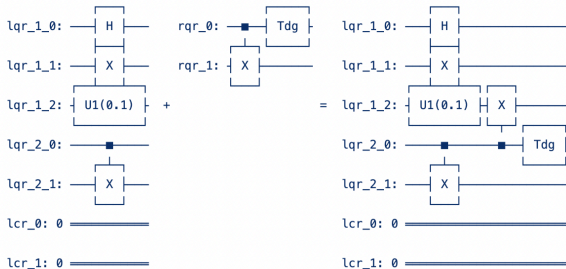 lqr_1_0: H rqr_0: Tdg lqr_1_0: H
lqr_1_1: X rqr_1: X lqr_1_1: X
lqr_1_2: U1(0.1) + = lqr_1_2: U1(0.1) X
lqr_2_0: lqr_2_0: Tdg
lqr_2_1: X lqr_2_1: X
lcr_0: 0 lcr_0: 0
lcr_1: 0 lcr_1: 0